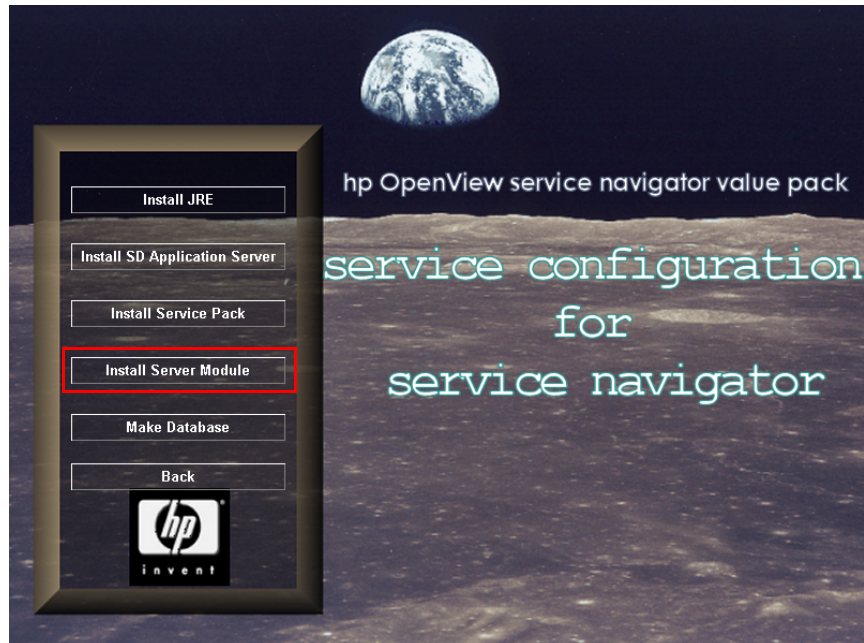 hp OpenView service navigator value pack
service configuration
for
service navigator
Install JRE
Install SD Application Server
Install Service Pack
Install Server Module
Make Database
Back
hp
invent